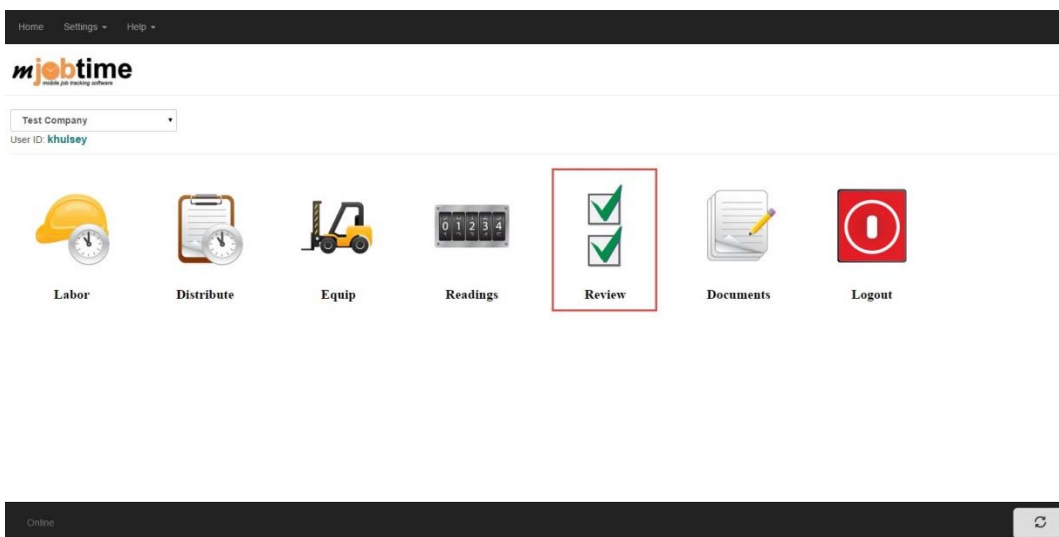 Home Settings Help
mjobtime
mobile job tracking software
Test Company
User ID: khulsey
0 1 2 3 4
Labor Distribute Equip Readings Review Documents Logout
Online